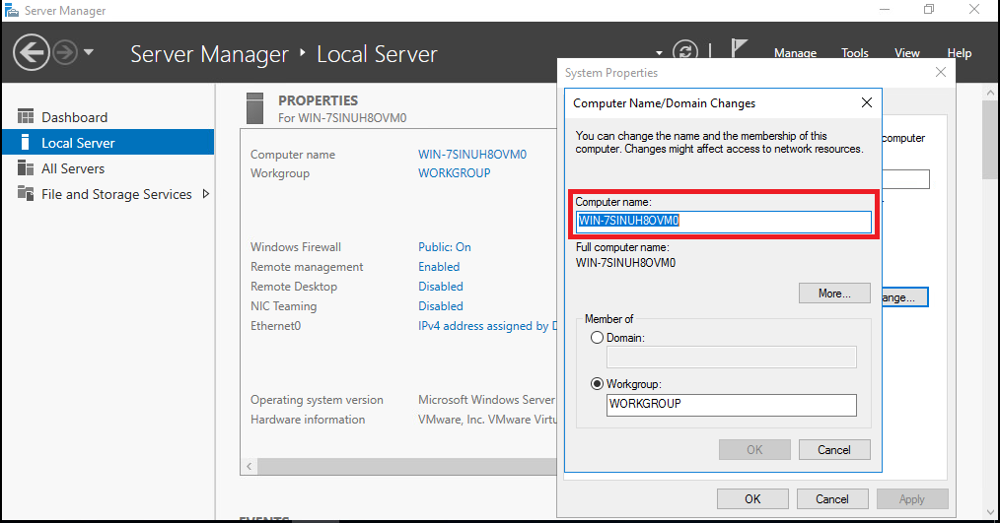 Server Manager
Server Manager ‣ Local Server
Manage Tools View Help
Dashboard
Local Server
All Servers
File and Storage Services
PROPERTIES
For WIN-7SINUH8OVM0
Computer name WIN-7SINUH8OVM0
Workgroup WORKGROUP
Windows Firewall Public: On
Remote management Enabled
Remote Desktop Disabled
NIC Teaming Disabled
Ethernet0 IPv4 address assigned by
Operating system version Microsoft Windows Server
Hardware information VMware, Inc. VMware
EVENTS
System Properties
computer
Computer Name/Domain Changes
You can change the name and the membership of this
computer. Changes might affect access to network resources.
Computer name:
WIN-7SINUH8OVM0
Full computer name:
WIN-7SINUH8OVM0
More...
Member of
Domain:
Workgroup:
WORKGROUP
OK Cancel
OK Cancel Apply